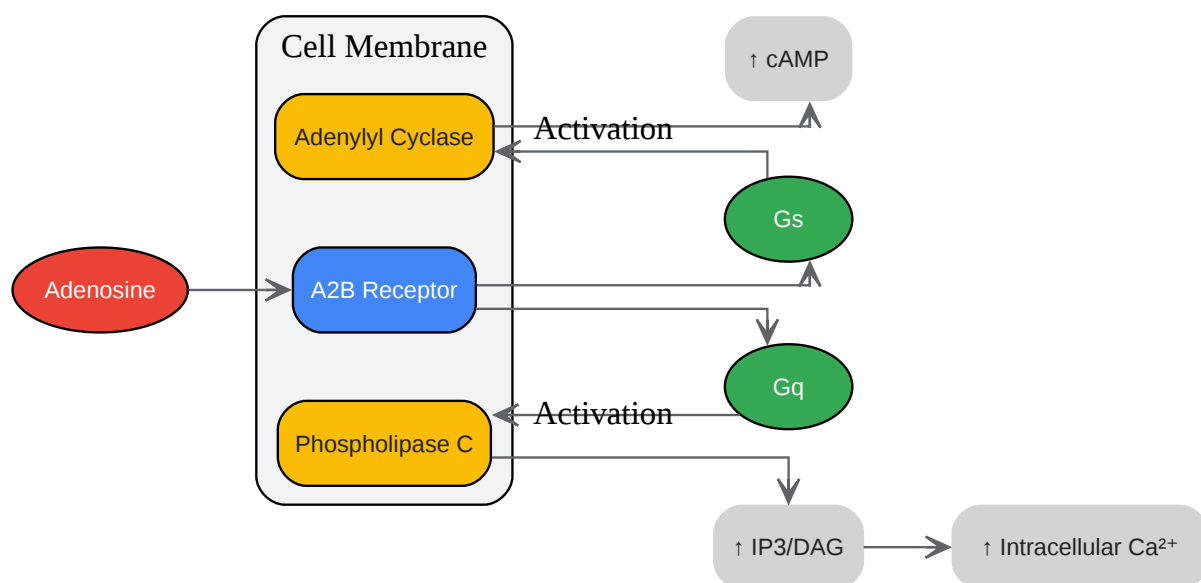 Cell Membrane
↑ cAMP
Adenylyl Cyclase
Activation
Gs
Adenosine
A2B Receptor
Gq
Activation
Phospholipase C
↑ IP3/DAG
↑ Intracellular Ca²⁺